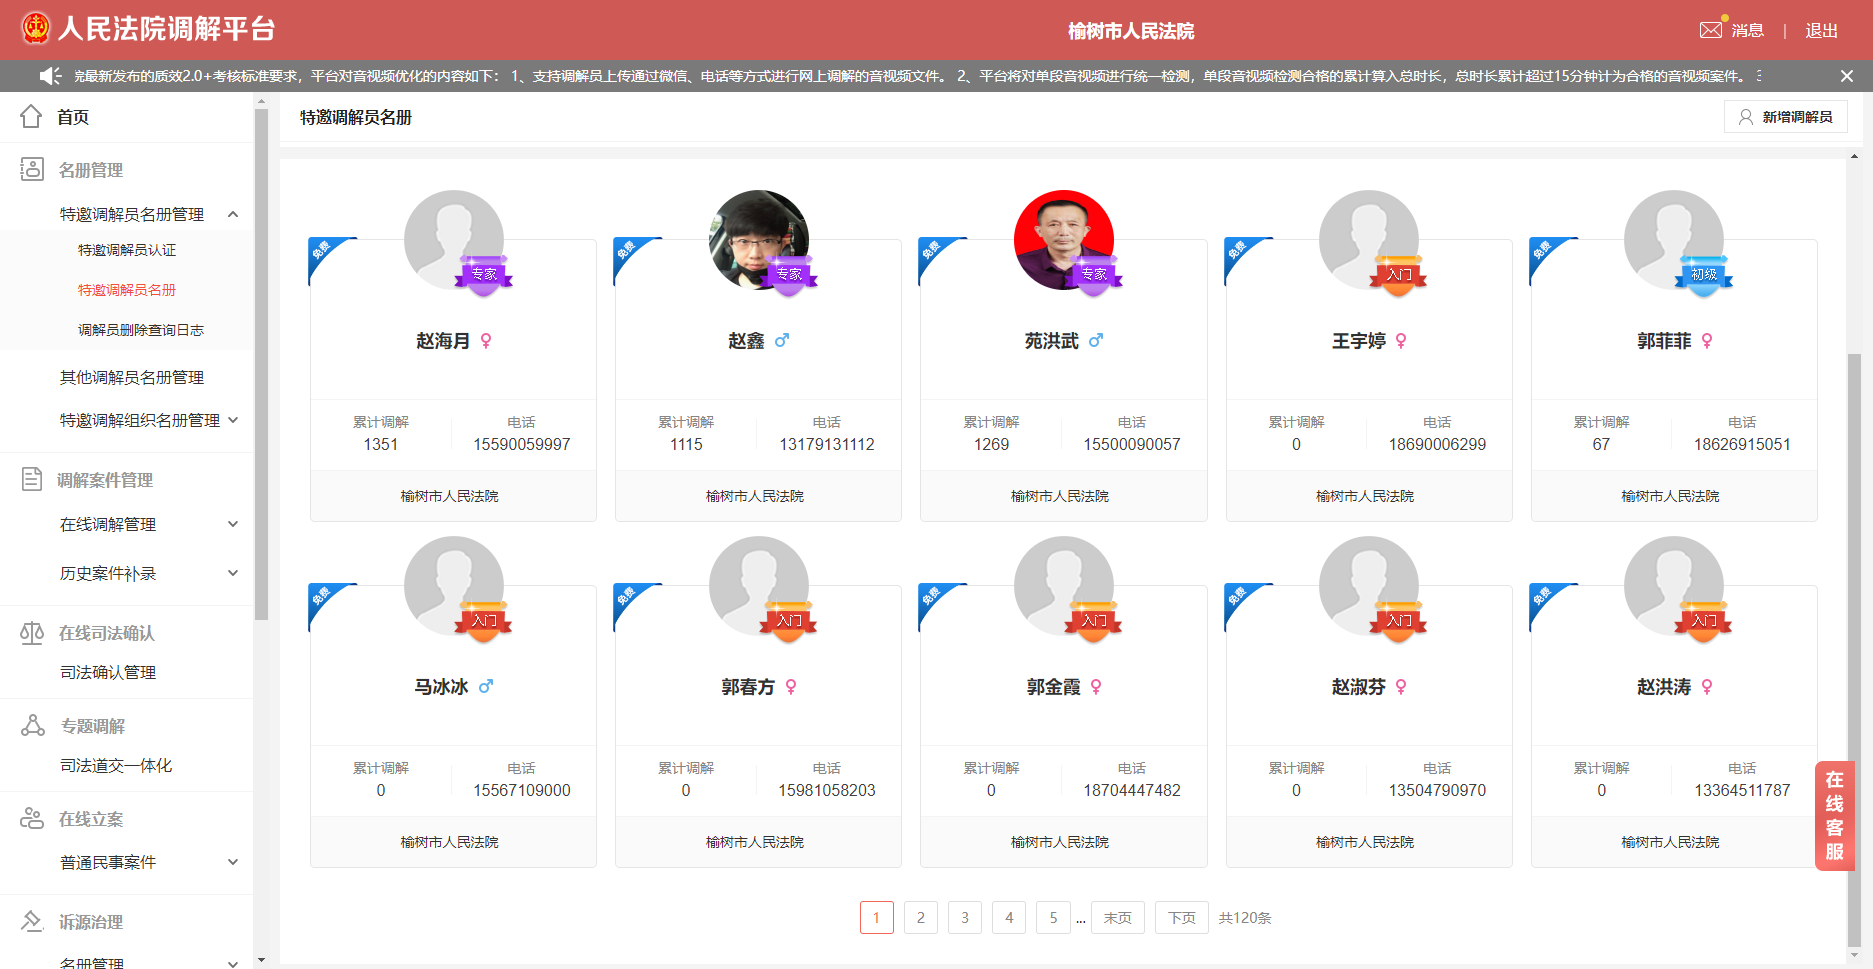 人民法院调解平台
榆树市人民法院
消息
|
退出
院最新发布的质效2.0+考核标准要求，平台对音视频优化的内容如下： 1、支持调解员上传通过微信、电话等方式进行网上调解的音视频文件。 2、平台将对单段音视频进行统一检测，单段音视频检测合格的累计算入总时长，总时长累计超过15分钟计为合格的音视频案件。
首页
名册管理
特邀调解员名册管理
特邀调解员认证
特邀调解员名册
调解员删除查询日志
其他调解员名册管理
特邀调解组织名册管理
调解案件管理
在线调解管理
历史案件补录
在线司法确认
司法确认管理
专题调解
司法道交一体化
在线立案
普通民事案件
诉源治理
名册管理
特邀调解员名册
新增调解员
免费
专家
赵海月
累计调解 电话
1351 15590059997
榆树市人民法院
免费
专家
赵鑫
累计调解 电话
1115 13179131112
榆树市人民法院
免费
专家
苑洪武
累计调解 电话
1269 15500090057
榆树市人民法院
免费
入门
王宇婷
累计调解 电话
0 18690006299
榆树市人民法院
免费
初级
郭菲菲
累计调解 电话
67 18626915051
榆树市人民法院
免费
入门
马冰冰
累计调解 电话
0 15567109000
榆树市人民法院
免费
入门
郭春方
累计调解 电话
0 15981058203
榆树市人民法院
免费
入门
郭金霞
累计调解 电话
0 18704447482
榆树市人民法院
免费
入门
赵淑芬
累计调解 电话
0 13504790970
榆树市人民法院
免费
入门
赵洪涛
累计调解 电话
0 13364511787
榆树市人民法院
1 2 3 4 5 ... 末页 下页 共120条
在线客服